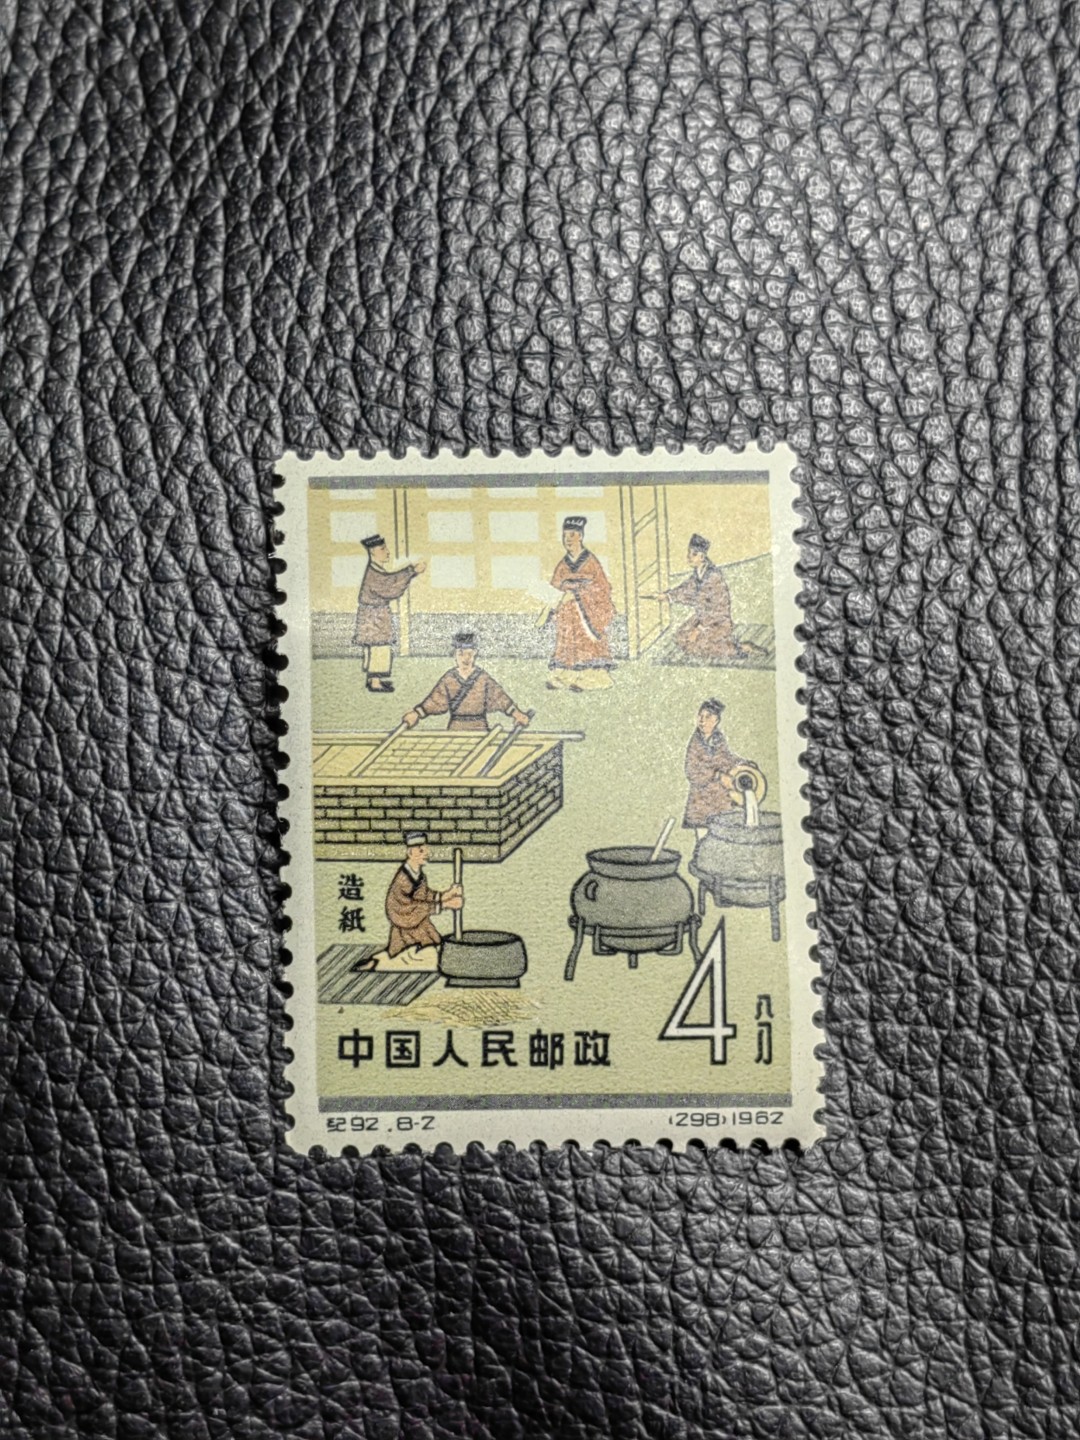 造
紙
中国人民邮政
4分
纪92.8-2
(298)1962